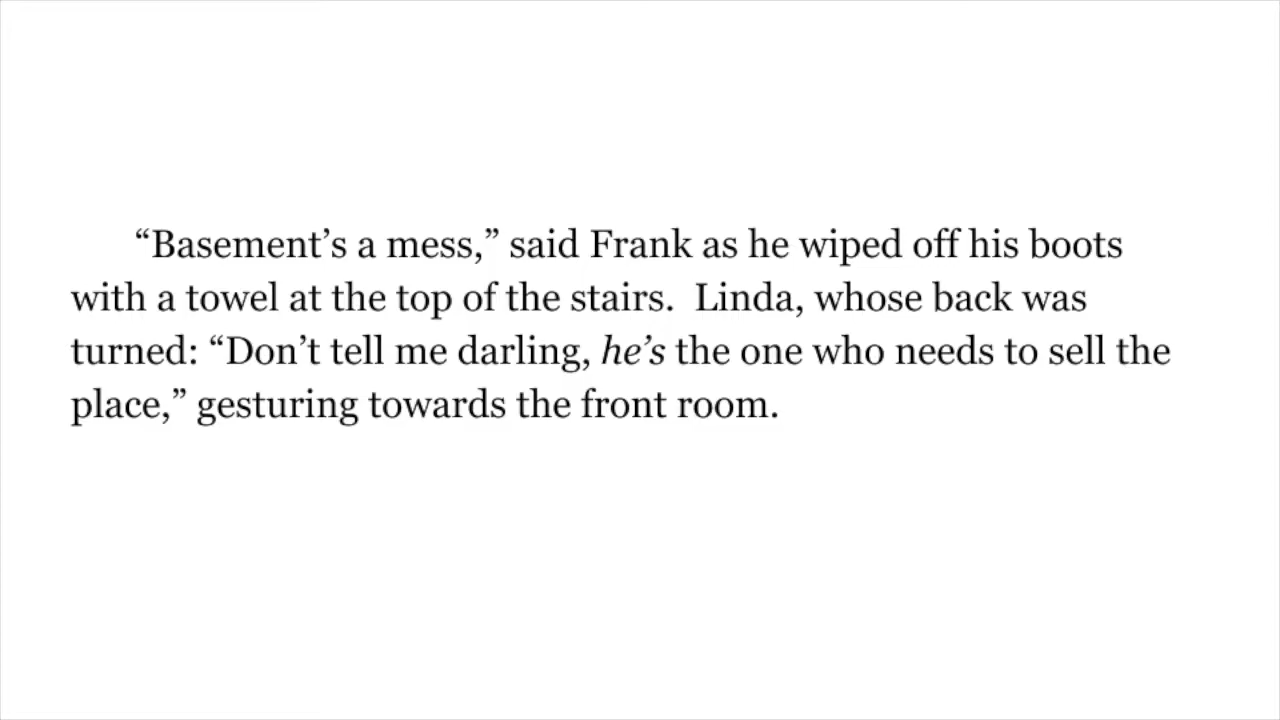 “Basement’s a mess,” said Frank as he wiped off his boots
with a towel at the top of the stairs.  Linda, whose back was
turned: “Don’t tell me darling, he’s the one who needs to sell the
place,” gesturing towards the front room.